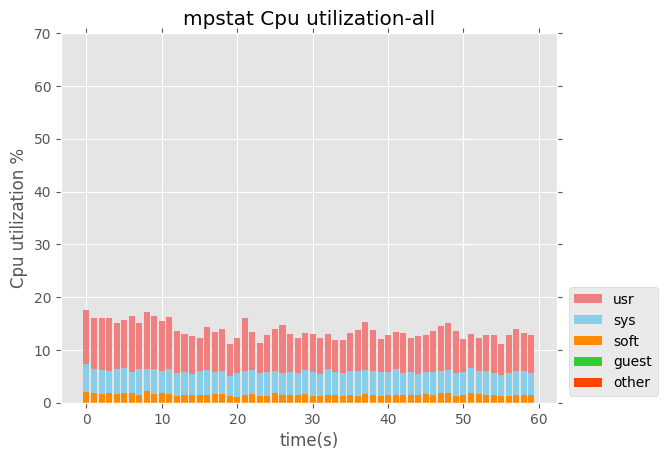 mpstat Cpu utilization-all
70
60
50
40
30
20
10
0
Cpu utilization %
0 10 20 30 40 50 60
time(s)
usr
sys
soft
guest
other